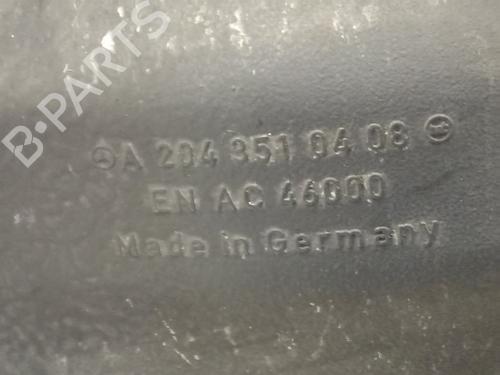 B-PARTS
A 204 351 04 08
EN AC 46000
Made in Germany